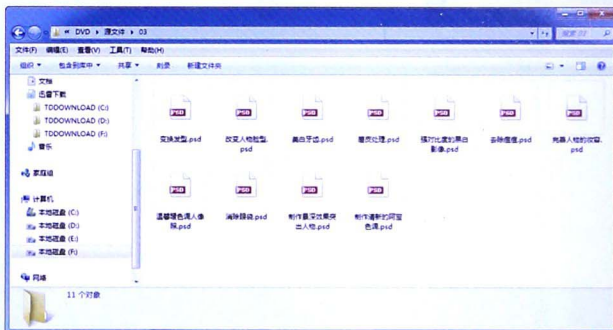 « DVD ▸ 源文件 ▸ 03
搜索 03
文件(F) 编辑(E) 查看(V) 工具(T) 帮助(H)
组织 包含到库中 共享 刻录 新建文件夹
文档
迅雷下载
TDDOWNLOAD (C:)
TDDOWNLOAD (D:)
TDDOWNLOAD (F:)
音乐
家庭组
计算机
本地磁盘 (C:)
本地磁盘 (D:)
本地磁盘 (E:)
本地磁盘 (F:)
网络
PSD PSD PSD PSD PSD PSD PSD
变换发型.psd
改变人物脸型.
psd
美白牙齿.psd
磨皮处理.psd
强对比度的黑白
影像.psd
去除痘痘.psd
完善人物的妆容.
psd
PSD PSD PSD PSD
温馨暖色调人像
照.psd
消除眼袋.psd
制作景深效果突
出人物.psd
制作清新的阿宝
色调.psd
11 个对象